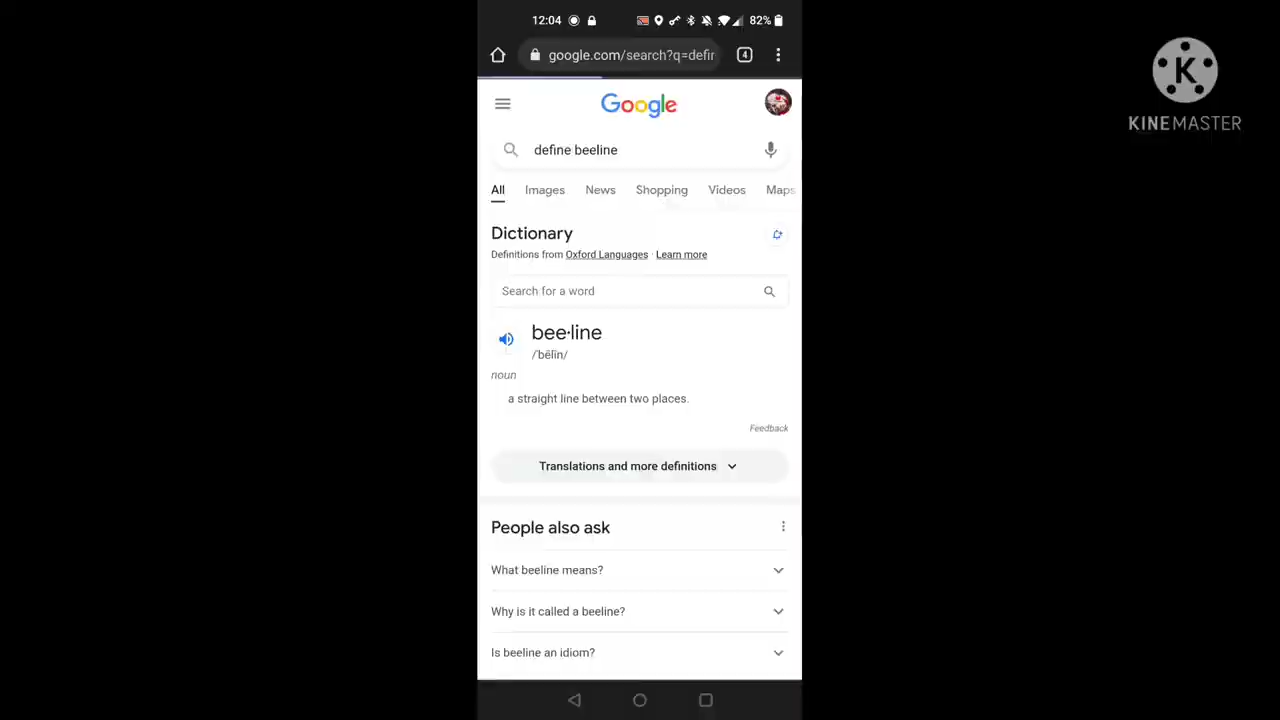 12:04 82%
google.com/search?q=defir 4
Google
define beeline
All Images News Shopping Videos Maps
Dictionary
Definitions from Oxford Languages · Learn more
Search for a word
bee·line
/ˈbēˌlīn/
noun
a straight line between two places.
Feedback
Translations and more definitions
People also ask
What beeline means?
Why is it called a beeline?
Is beeline an idiom?
K
KINEMASTER